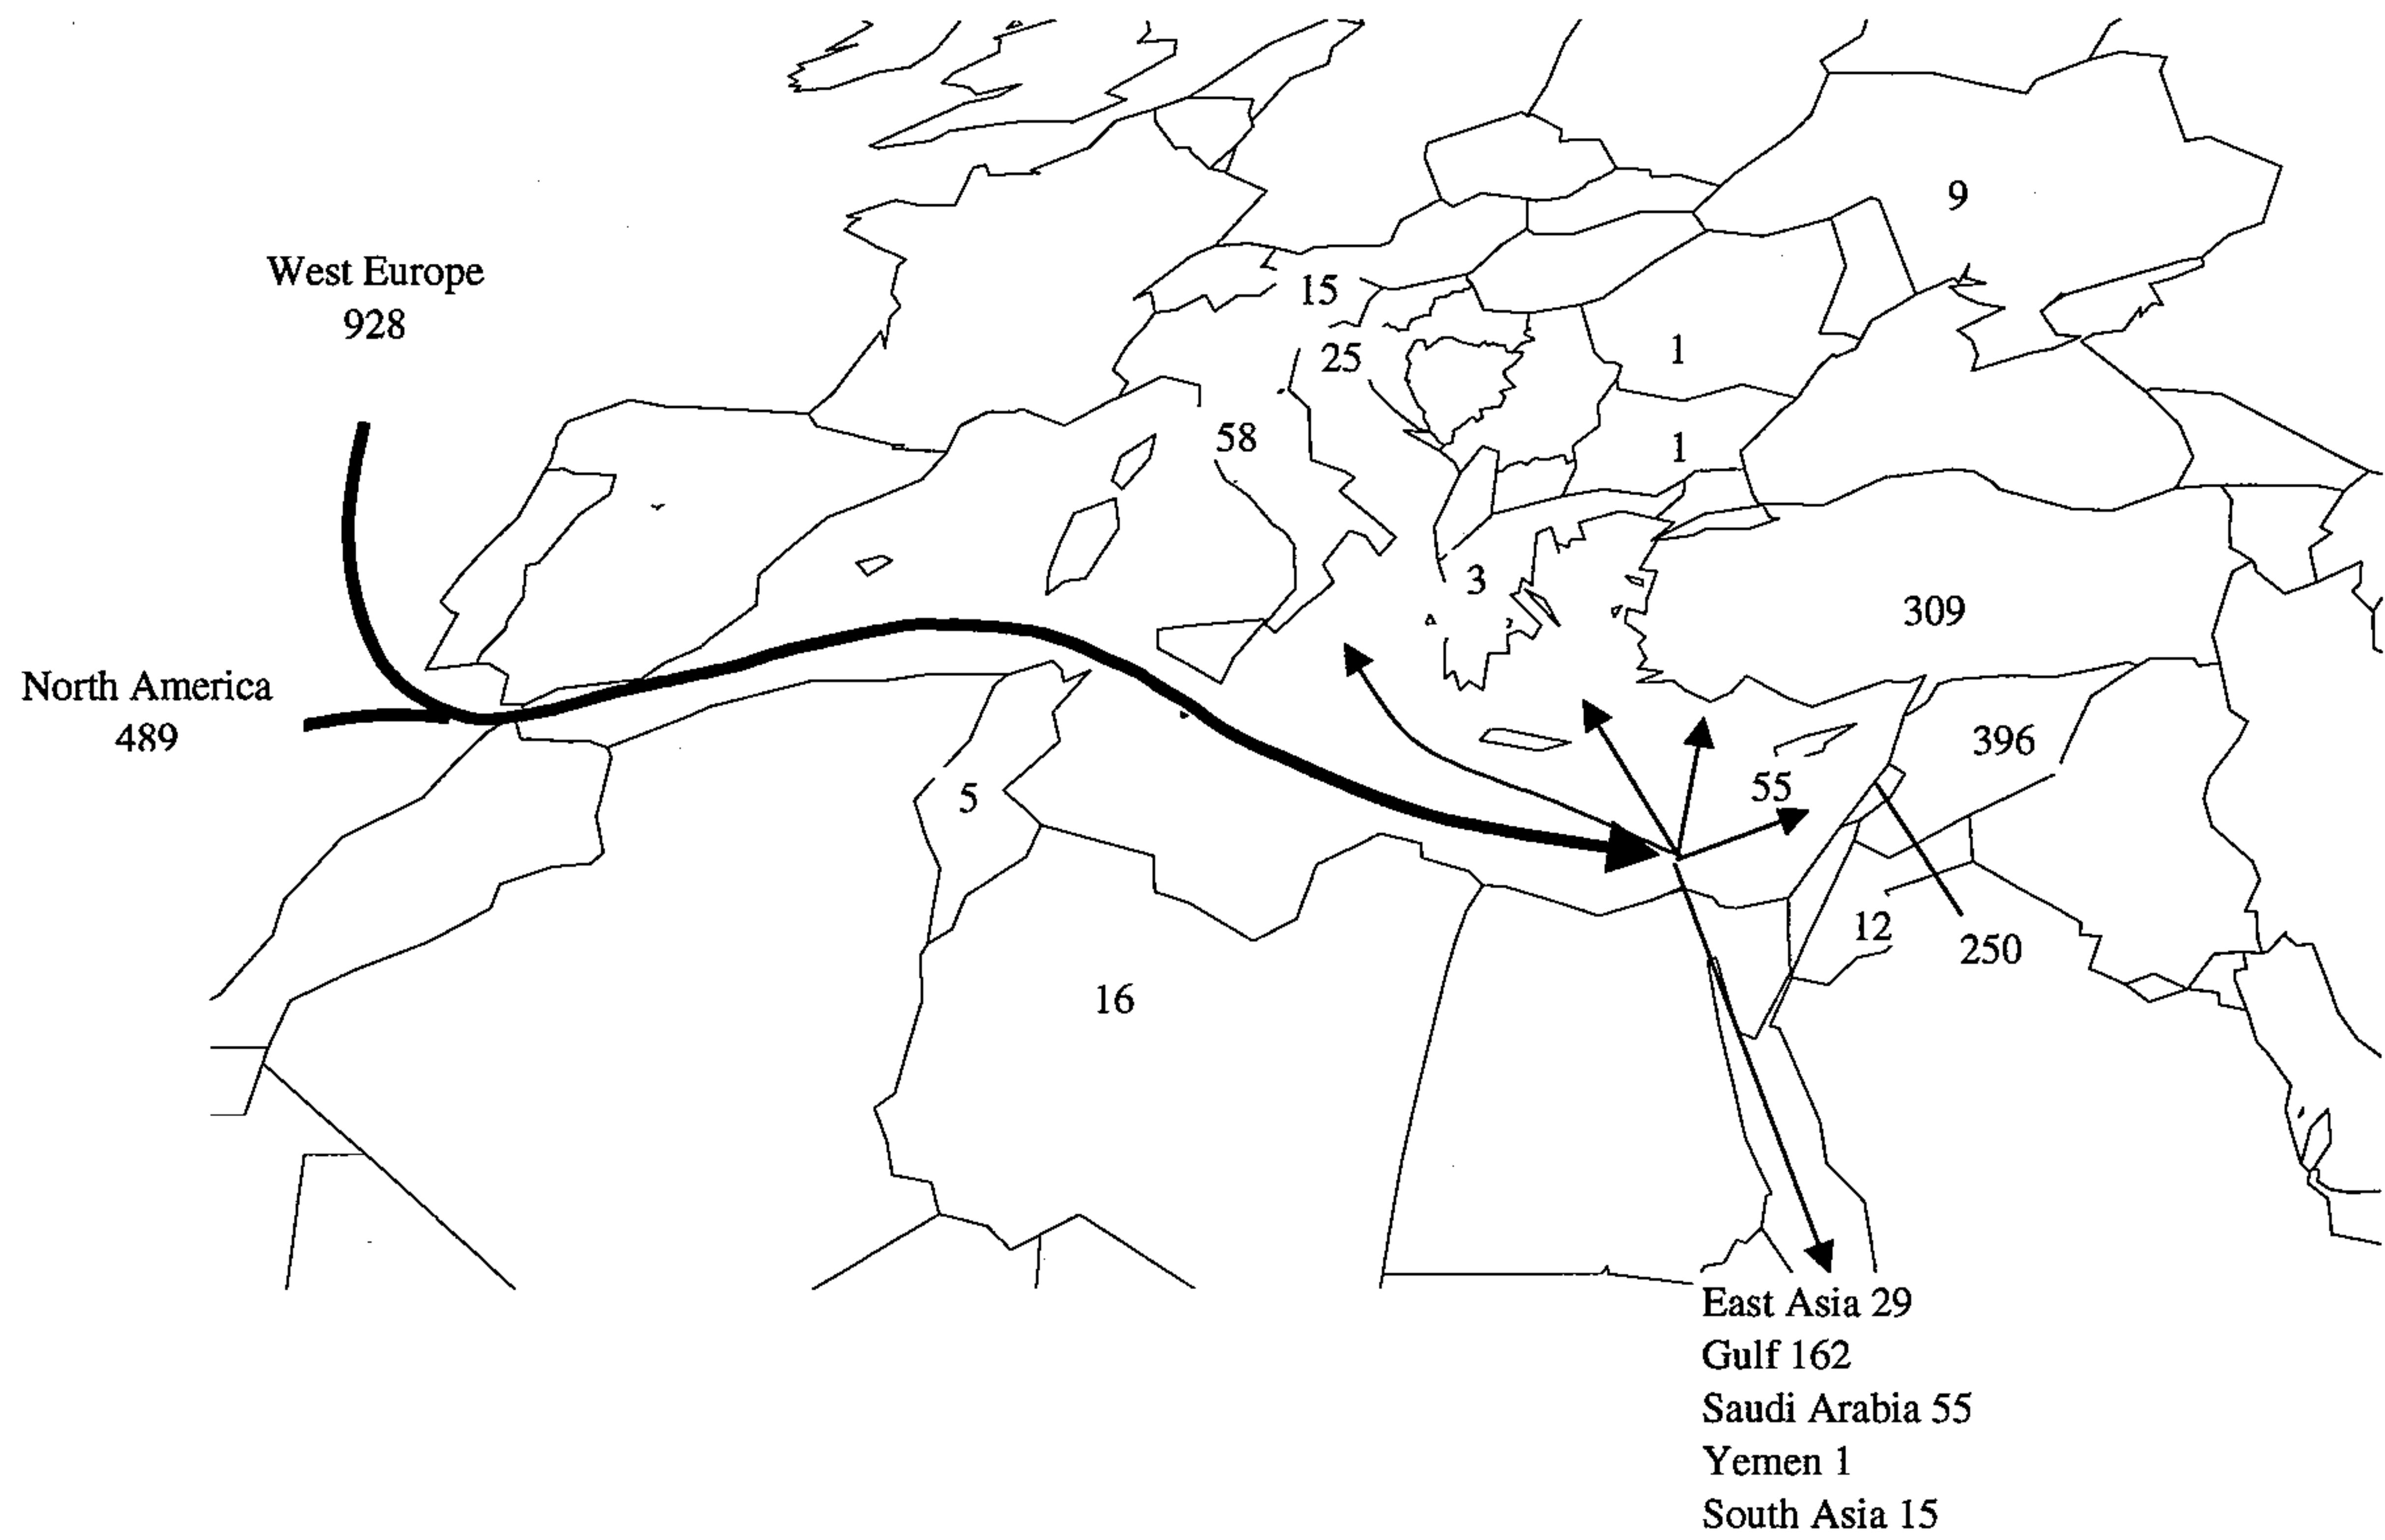 9
West Europe
928
15
25
1
58
1
3
309
North America
489
396
5
55
12
250
16
East Asia 29
Gulf 162
Saudi Arabia 55
Yemen 1
South Asia 15